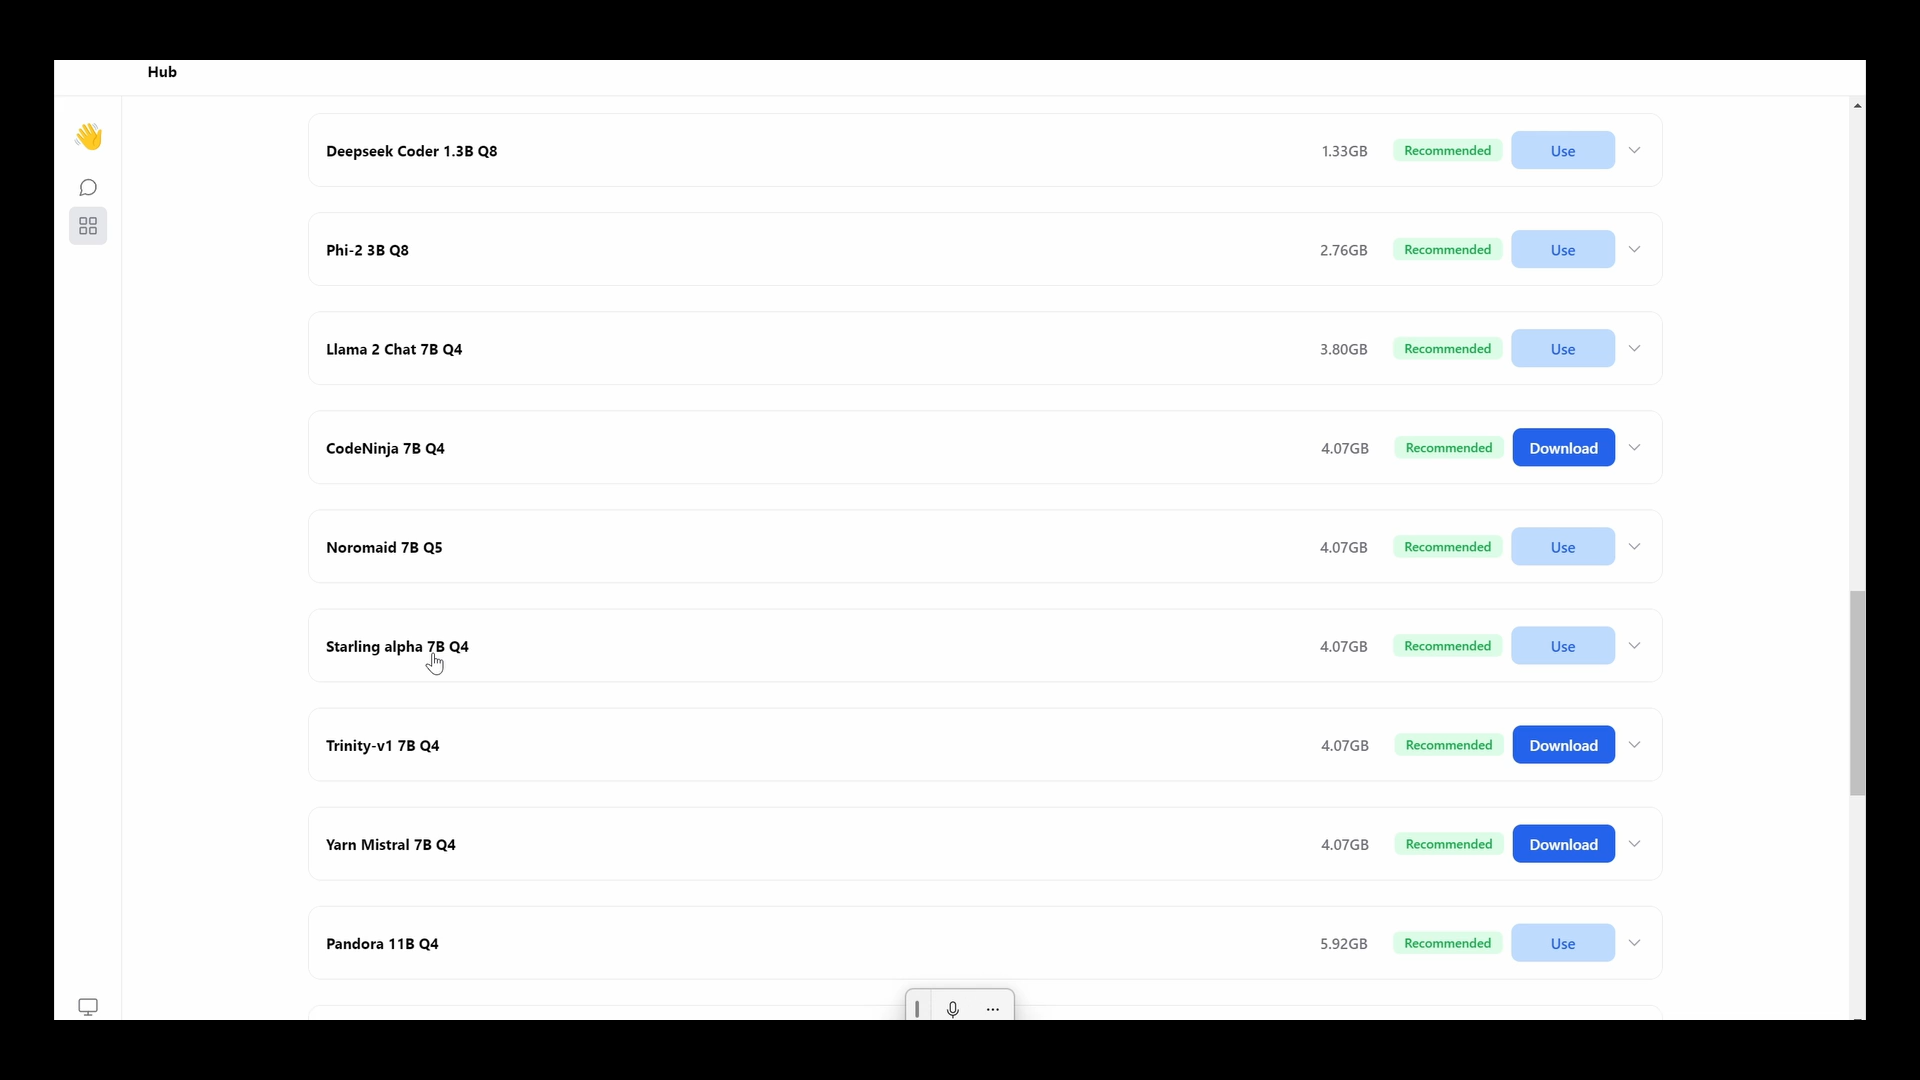 Hub
Deepseek Coder 1.3B Q8 1.33GB Recommended Use
Phi-2 3B Q8 2.76GB Recommended Use
Llama 2 Chat 7B Q4 3.80GB Recommended Use
CodeNinja 7B Q4 4.07GB Recommended Download
Noromaid 7B Q5 4.07GB Recommended Use
Starling alpha 7B Q4 4.07GB Recommended Use
Trinity-v1 7B Q4 4.07GB Recommended Download
Yarn Mistral 7B Q4 4.07GB Recommended Download
Pandora 11B Q4 5.92GB Recommended Use